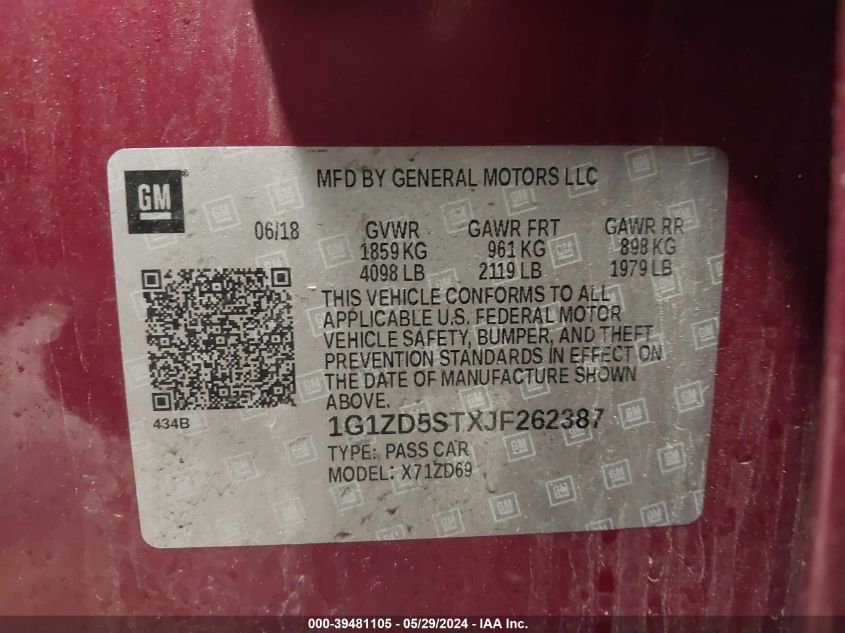 GM
MFD BY GENERAL MOTORS LLC
06/18 GVWR GAWR FRT GAWR RR
1859 KG 961 KG 898 KG
4098 LB 2119 LB 1979 LB
THIS VEHICLE CONFORMS TO ALL
APPLICABLE U.S. FEDERAL MOTOR
VEHICLE SAFETY, BUMPER, AND THEFT
PREVENTION STANDARDS IN EFFECT ON
THE DATE OF MANUFACTURE SHOWN
ABOVE.
434B
1G1ZD5STXJF262387
TYPE: PASS CAR
MODEL: X71ZD69
000-39481105 - 05/29/2024 - IAA Inc.